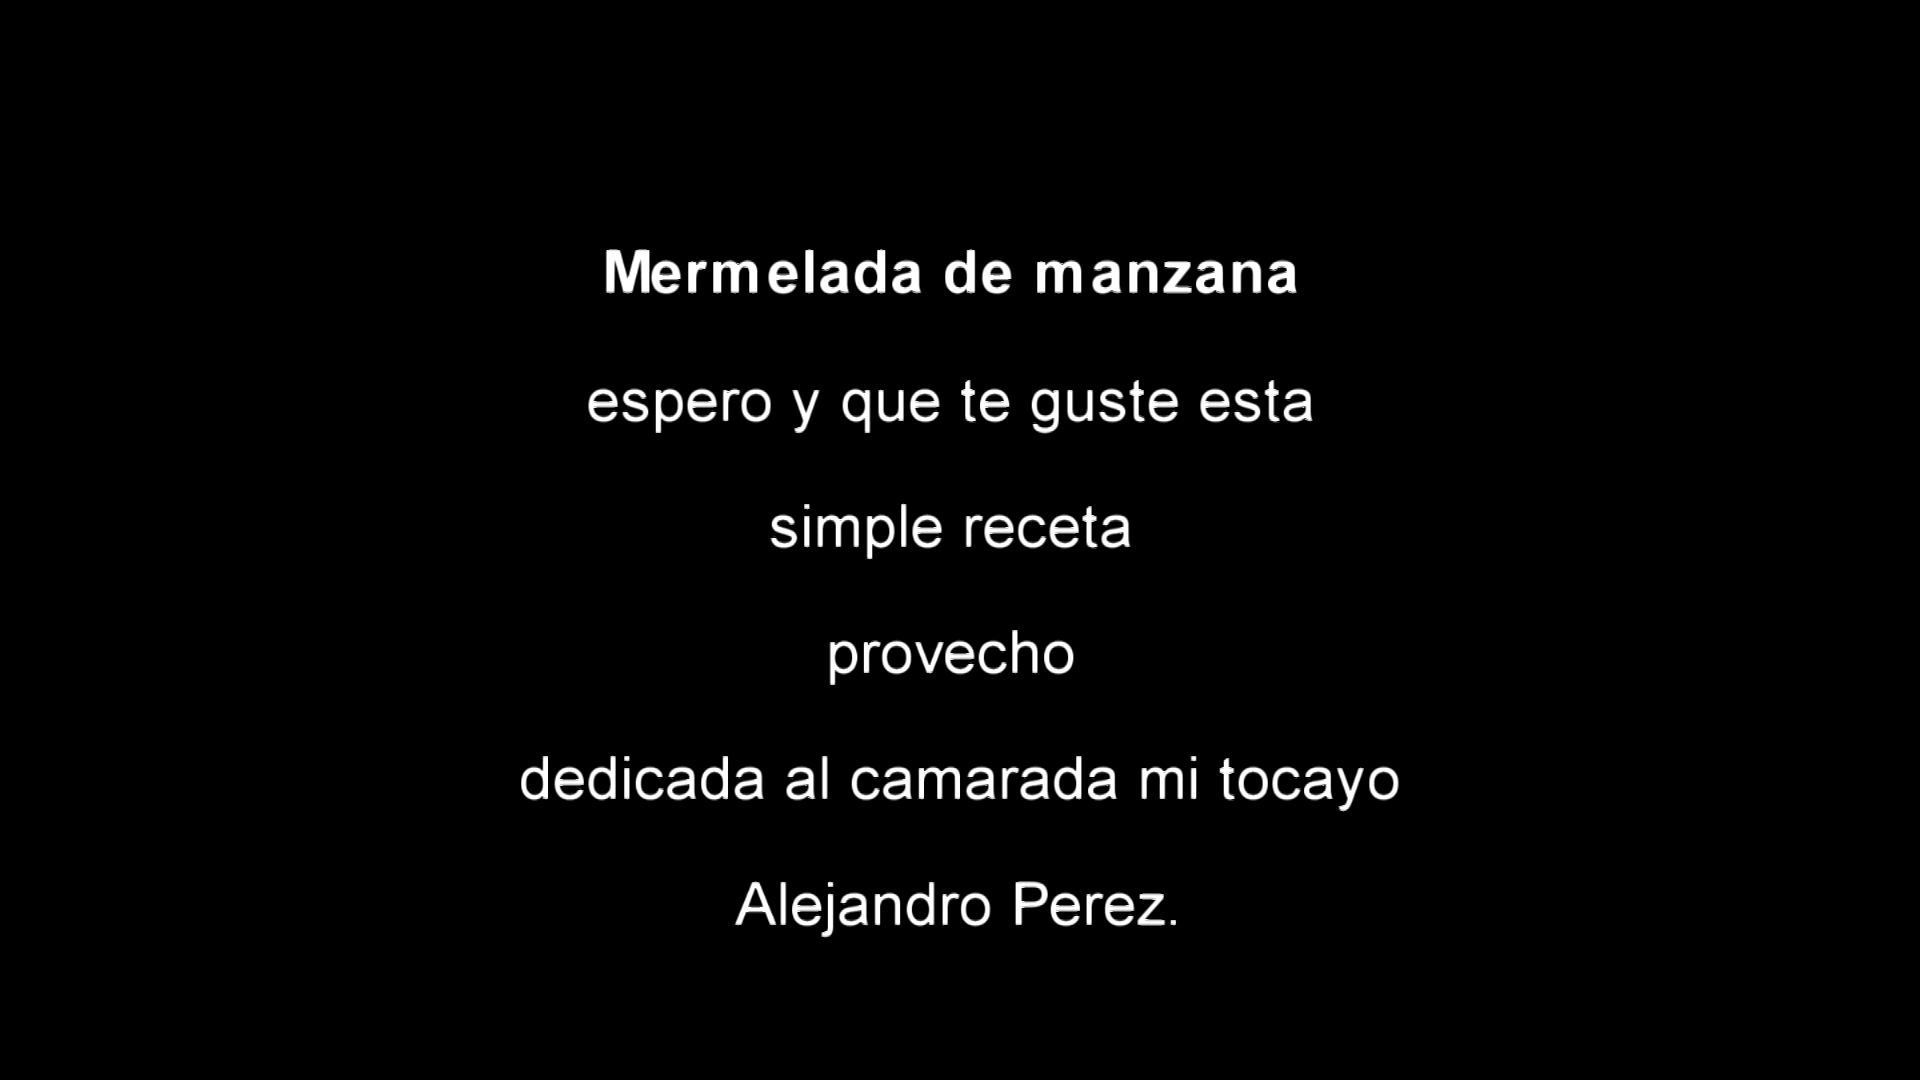 Mermelada de manzana
espero y que te guste esta
simple receta
provecho
dedicada al camarada mi tocayo
Alejandro Perez.